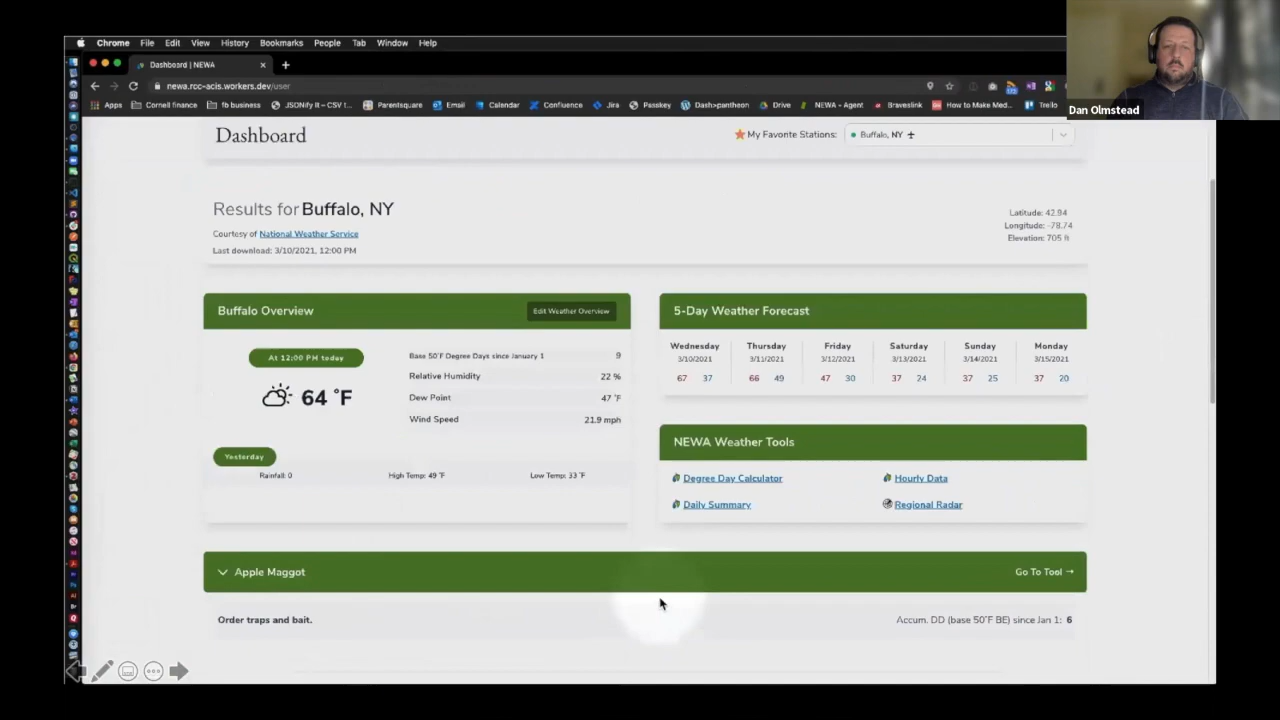 Chrome File Edit View History Bookmarks People Tab Window Help
Dashboard | NEWA
newa.rcc-acis.workers.dev/user
Apps Cornell finance fb business JSONify It – CSV t... Parentsquare Email Calendar Confluence Jira Passkey Dash>pantheon Drive NEWA - Agent Bravelink How to Make Med... Trello
Dan Olmstead
Dashboard
My Favorite Stations: Buffalo, NY
Results for Buffalo, NY
Courtesy of National Weather Service
Last download: 3/10/2021, 12:00 PM
Latitude: 42.94
Longitude: -78.74
Elevation: 705 ft
Buffalo Overview
Edit Weather Overview
At 12:00 PM today
64 °F
Base 50°F Degree Days since January 1 9
Relative Humidity 22 %
Dew Point 47 °F
Wind Speed 21.9 mph
Yesterday
Rainfall: 0 High Temp: 49 °F Low Temp: 33 °F
5-Day Weather Forecast
Wednesday Thursday Friday Saturday Sunday Monday
3/10/2021 3/11/2021 3/12/2021 3/13/2021 3/14/2021 3/15/2021
67 37 66 49 47 30 37 24 37 25 37 20
NEWA Weather Tools
Degree Day Calculator Hourly Data
Daily Summary Regional Radar
Apple Maggot Go To Tool →
Order traps and bait. Accum. DD (base 50°F BE) since Jan 1: 6